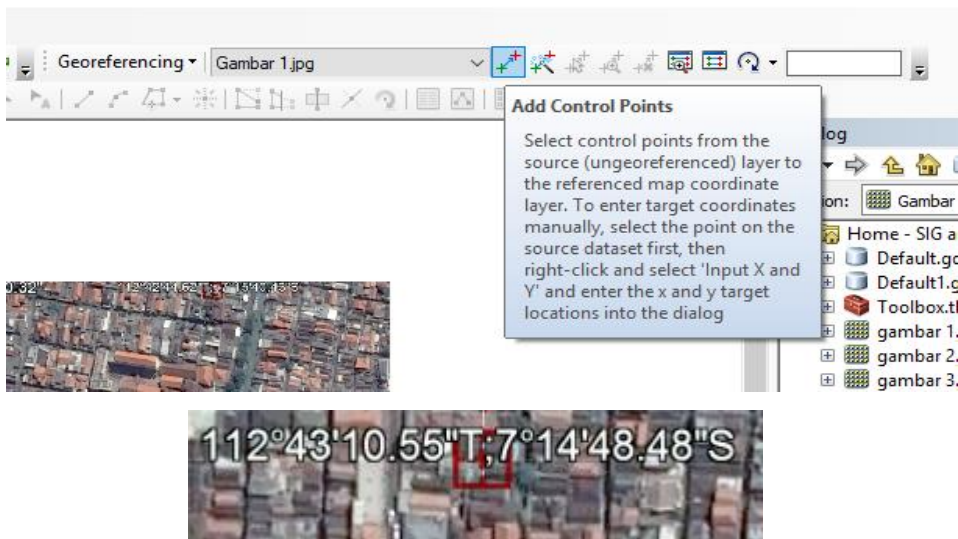 Georeferencing
Gambar 1.jpg
Add Control Points
Select control points from the
source (ungeoreferenced) layer to
the referenced map coordinate
layer. To enter target coordinates
manually, select the point on the
source dataset first, then
right-click and select 'Input X and
Y' and enter the x and y target
locations into the dialog
log
ion: Gambar
Home - SIG a
Default.gd
Default1.g
Toolbox.t
gambar 1.
gambar 2.
gambar 3.
112°43'10.55"T;7°14'48.48"S